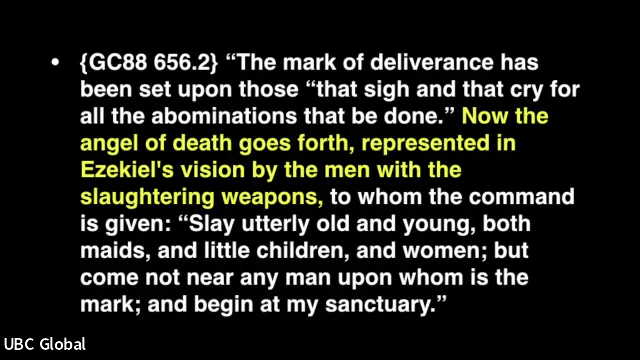 • {GC88 656.2} “The mark of deliverance has
been set upon those “that sigh and that cry for
all the abominations that be done.” Now the
angel of death goes forth, represented in
Ezekiel's vision by the men with the
slaughtering weapons, to whom the command
is given: “Slay utterly old and young, both
maids, and little children, and women; but
come not near any man upon whom is the
mark; and begin at my sanctuary.”
UBC Global